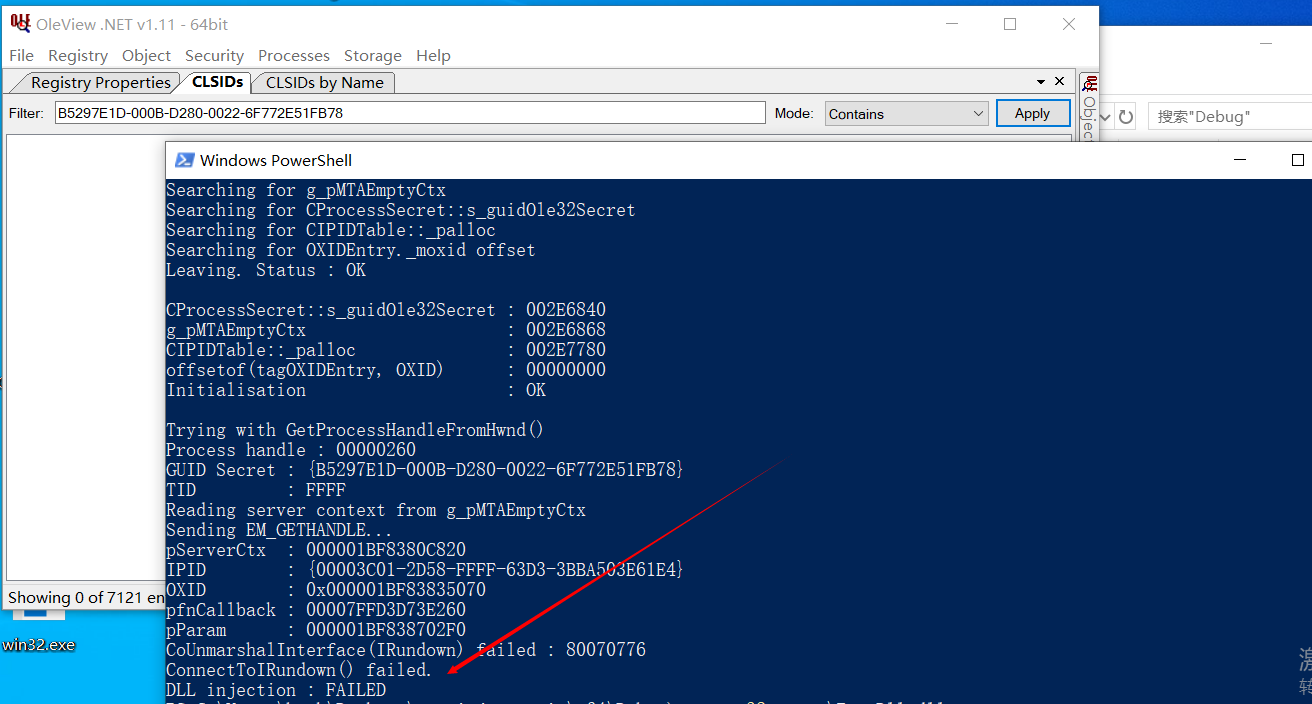 OleView .NET v1.11 - 64bit
File Registry Object Security Processes Storage Help
Registry Properties CLSIDs CLSIDs by Name
Filter: B5297E1D-000B-D280-0022-6F772E51FB78 Mode: Contains Apply
Objec
搜索"Debug"
Windows PowerShell
Searching for g_pMTAEmptyCtx
Searching for CProcessSecret::s_guidOle32Secret
Searching for CIPIDTable::_palloc
Searching for OXIDEntry._moxid offset
Leaving. Status : OK
CProcessSecret::s_guidOle32Secret : 002E6840
g_pMTAEmptyCtx : 002E6868
CIPIDTable::_palloc : 002E7780
offsetof(tagOXIDEntry, OXID) : 00000000
Initialisation : OK
Trying with GetProcessHandleFromHwnd()
Process handle : 00000260
GUID Secret : {B5297E1D-000B-D280-0022-6F772E51FB78}
TID : FFFF
Reading server context from g_pMTAEmptyCtx
Sending EM_GETHANDLE...
pServerCtx : 000001BF8380C820
IPID : {00003C01-2D58-FFFF-63D3-3BBA503E61E4}
OXID : 0x000001BF83835070
pfnCallback : 00007FFD3D73E260
pParam : 000001BF838702F0
CoUnmarshalInterface(IRundown) failed : 80070776
ConnectToIRundown() failed.
DLL injection : FAILED
Showing 0 of 7121 en
win32.exe
激
转